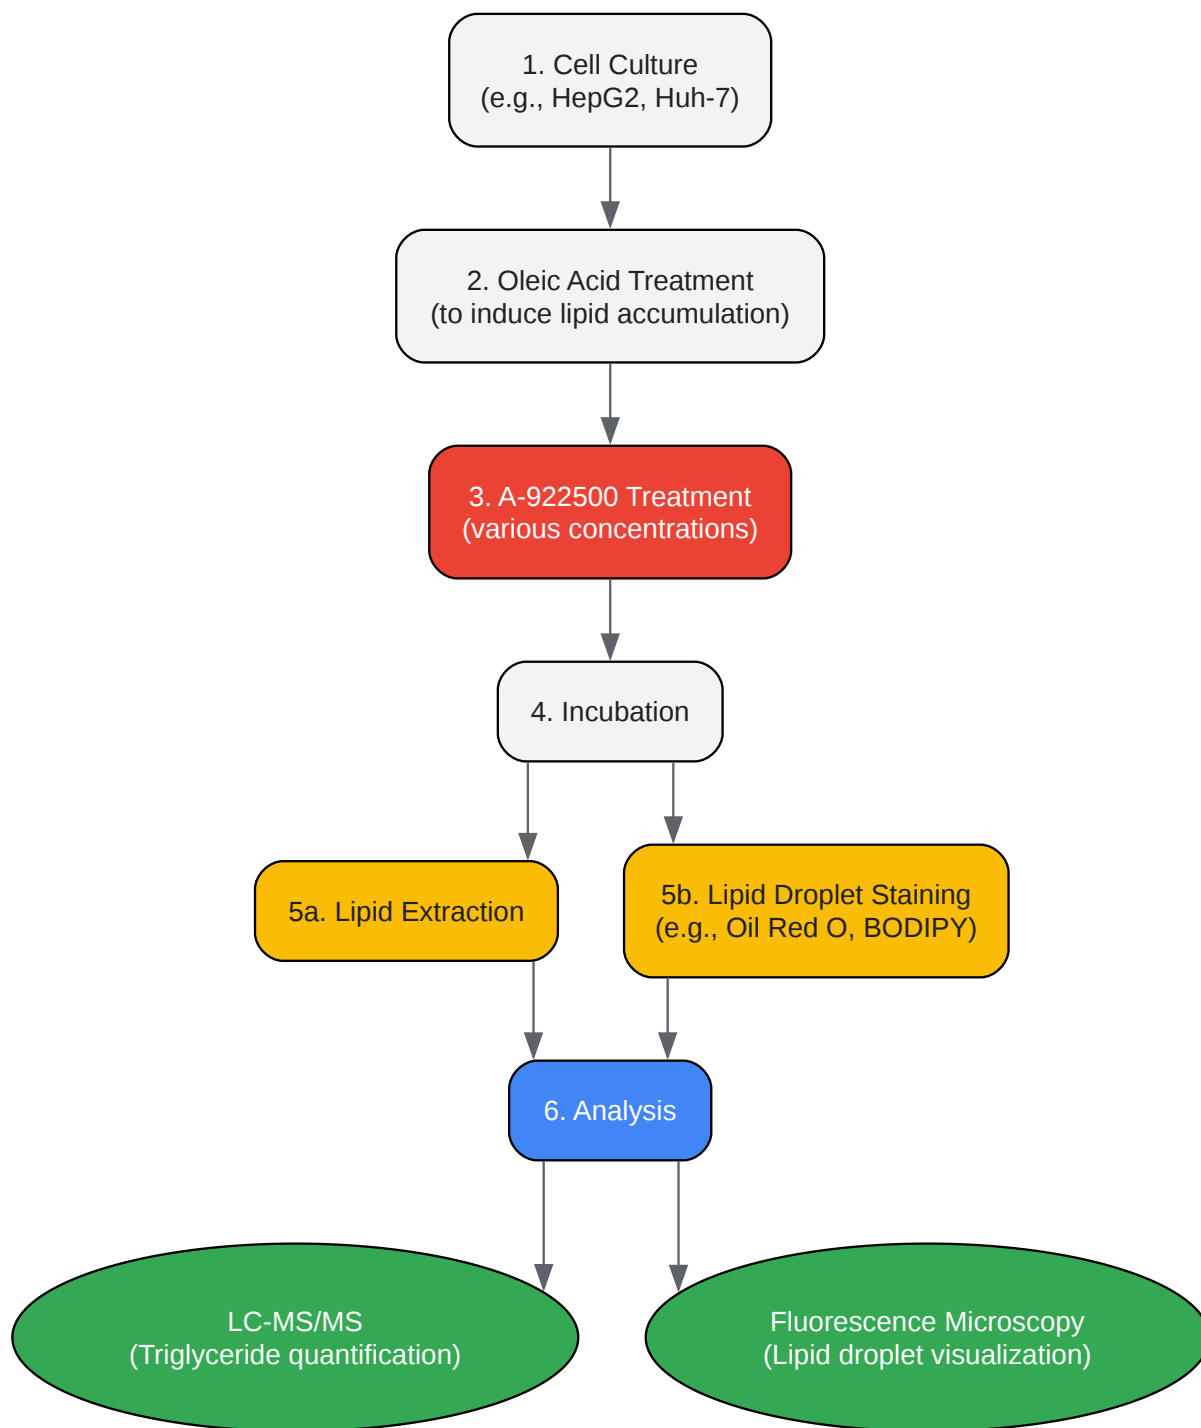 1. Cell Culture
(e.g., HepG2, Huh-7)
2. Oleic Acid Treatment
(to induce lipid accumulation)
3. A-922500 Treatment
(various concentrations)
4. Incubation
5a. Lipid Extraction
5b. Lipid Droplet Staining
(e.g., Oil Red O, BODIPY)
6. Analysis
LC-MS/MS
(Triglyceride quantification)
Fluorescence Microscopy
(Lipid droplet visualization)